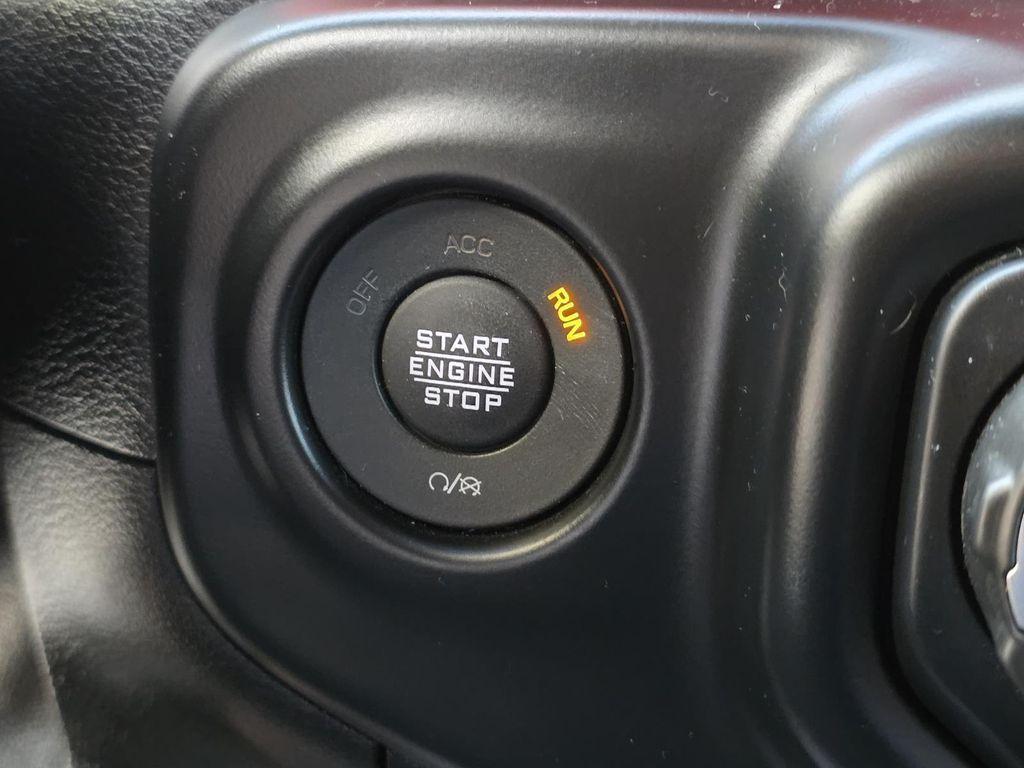 OFF
ACC
RUN
START
ENGINE
STOP